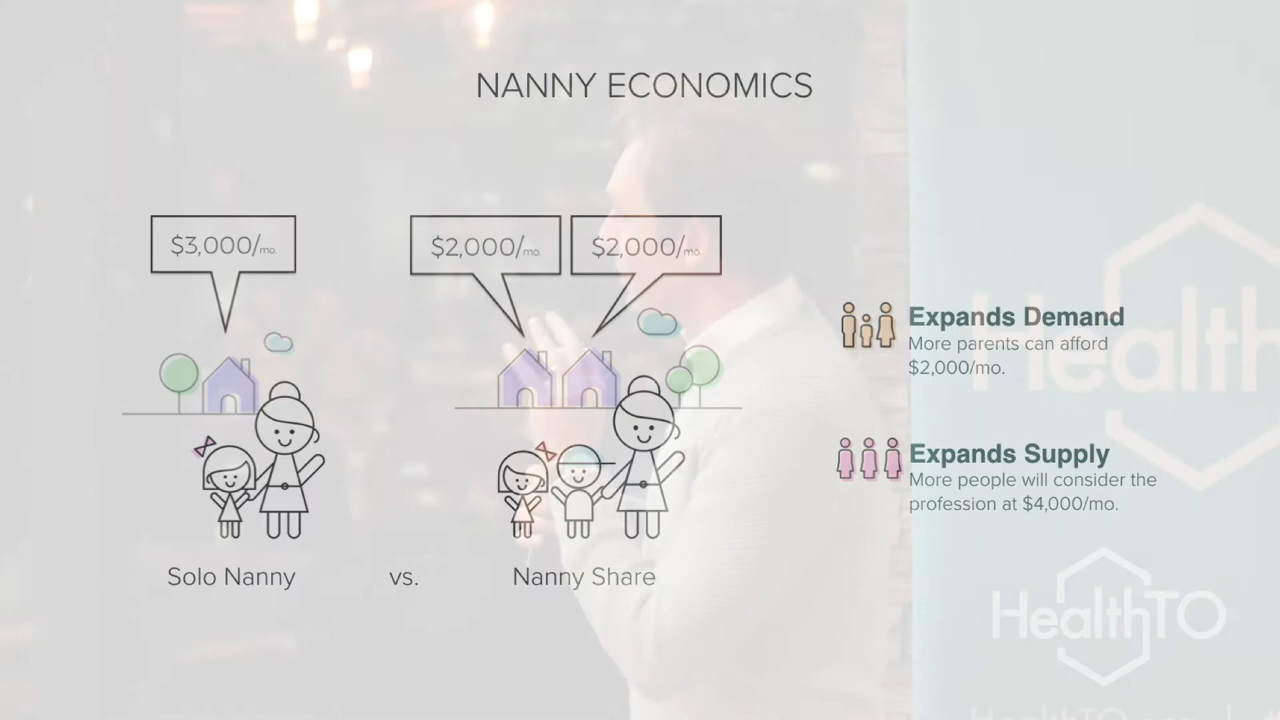 NANNY ECONOMICS
$3,000/mo.
$2,000/mo.
$2,000/mo.
Expands Demand
More parents can afford
$2,000/mo.
Expands Supply
More people will consider the
profession at $4,000/mo.
Solo Nanny
vs.
Nanny Share
Health
HealthTO
HealthTO